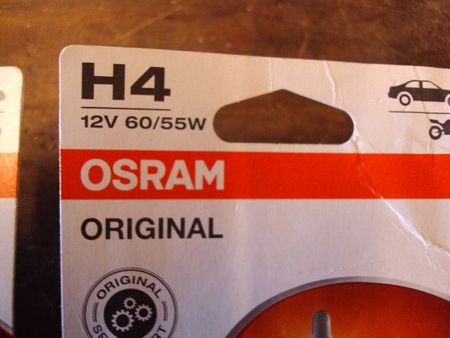 H4
12V 60/55W
OSRAM
ORIGINAL
ORIGINAL